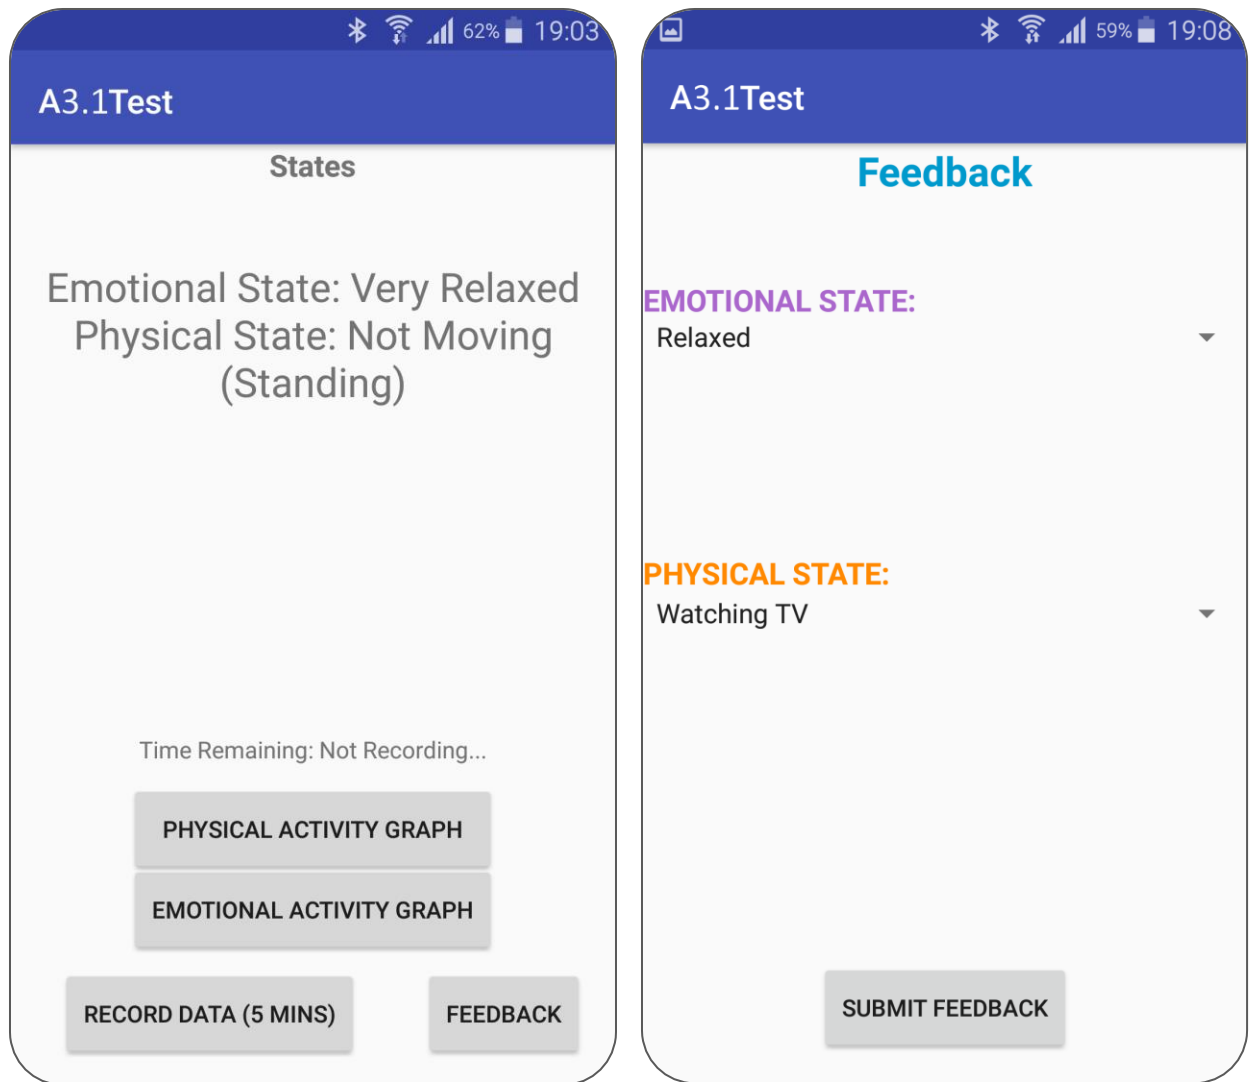 62% 19:03
A3.1Test
States
Emotional State: Very Relaxed
Physical State: Not Moving
(Standing)
Time Remaining: Not Recording...
PHYSICAL ACTIVITY GRAPH
EMOTIONAL ACTIVITY GRAPH
RECORD DATA (5 MINS)
FEEDBACK
59% 19:08
A3.1Test
Feedback
EMOTIONAL STATE:
Relaxed
PHYSICAL STATE:
Watching TV
SUBMIT FEEDBACK